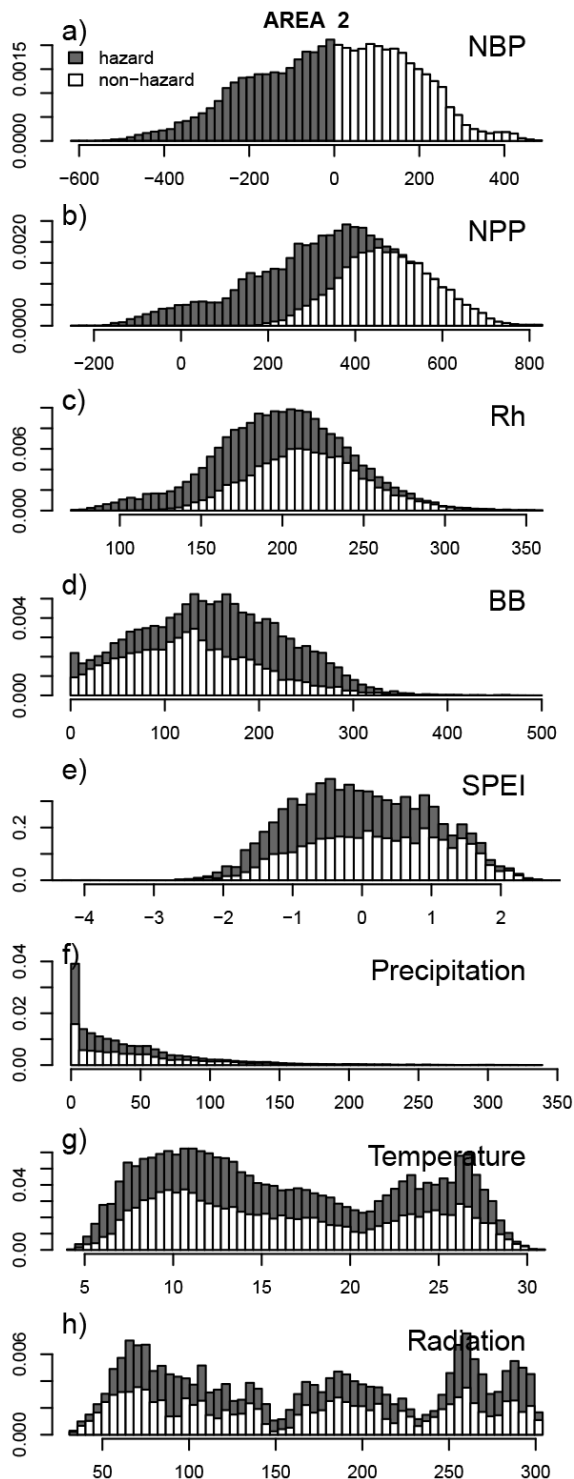 AREA 2
a)
NBP
hazard
non-hazard
0.0000 0.0015
−600 −400 −200 0 200 400
b)
NPP
0.0000 0.0020
−200 0 200 400 600 800
c)
Rh
0.000 0.006
100 150 200 250 300 350
d)
BB
0.000 0.004
0 100 200 300 400 500
e)
SPEI
0.0 0.2
−4 −3 −2 −1 0 1 2
f)
Precipitation
0.00 0.02 0.04
0 50 100 150 200 250 300 350
g)
Temperature
0.00 0.04
5 10 15 20 25 30
h)
Radiation
0.000 0.006
50 100 150 200 250 300